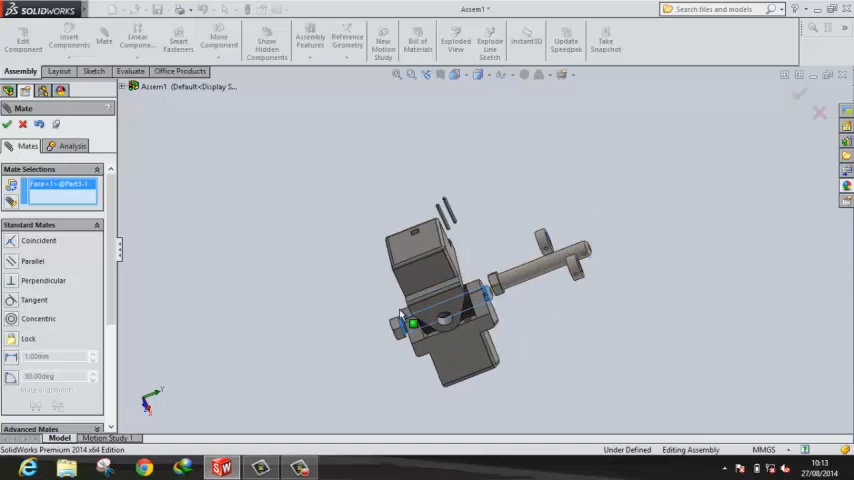 SOLIDWORKS
Assem1 *
Search files and models
Edit Component
Insert Components
Mate
Linear Compone...
Smart Fasteners
Move Component
Show Hidden Components
Assembly Features
Reference Geometry
New Motion Study
Bill of Materials
Exploded View
Explode Line Sketch
Instant3D
Update Speedpak
Take Snapshot
Assembly
Layout
Sketch
Evaluate
Office Products
Assem1 (Default<Display S...
Mate
?
Mates
Analysis
Mate Selections
Face<1>@Part3-1
Standard Mates
Coincident
Parallel
Perpendicular
Tangent
Concentric
Lock
1.00mm
30.00deg
Mate alignment:
Advanced Mates
Y
Model
Motion Study 1
SolidWorks Premium 2014 x64 Edition
Under Defined
Editing Assembly
MMGS
10:13
27/08/2014